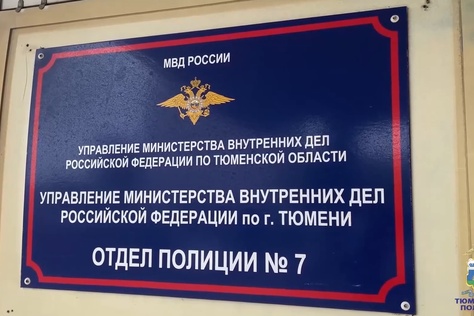 МВД РОССИИ
УПРАВЛЕНИЕ МИНИСТЕРСТВА ВНУТРЕННИХ ДЕЛ
РОССИЙСКОЙ ФЕДЕРАЦИИ ПО ТЮМЕНСКОЙ ОБЛАСТИ
УПРАВЛЕНИЕ МИНИСТЕРСТВА ВНУТРЕННИХ ДЕЛ
РОССИЙСКОЙ ФЕДЕРАЦИИ по г. ТЮМЕНИ
ОТДЕЛ ПОЛИЦИИ № 7